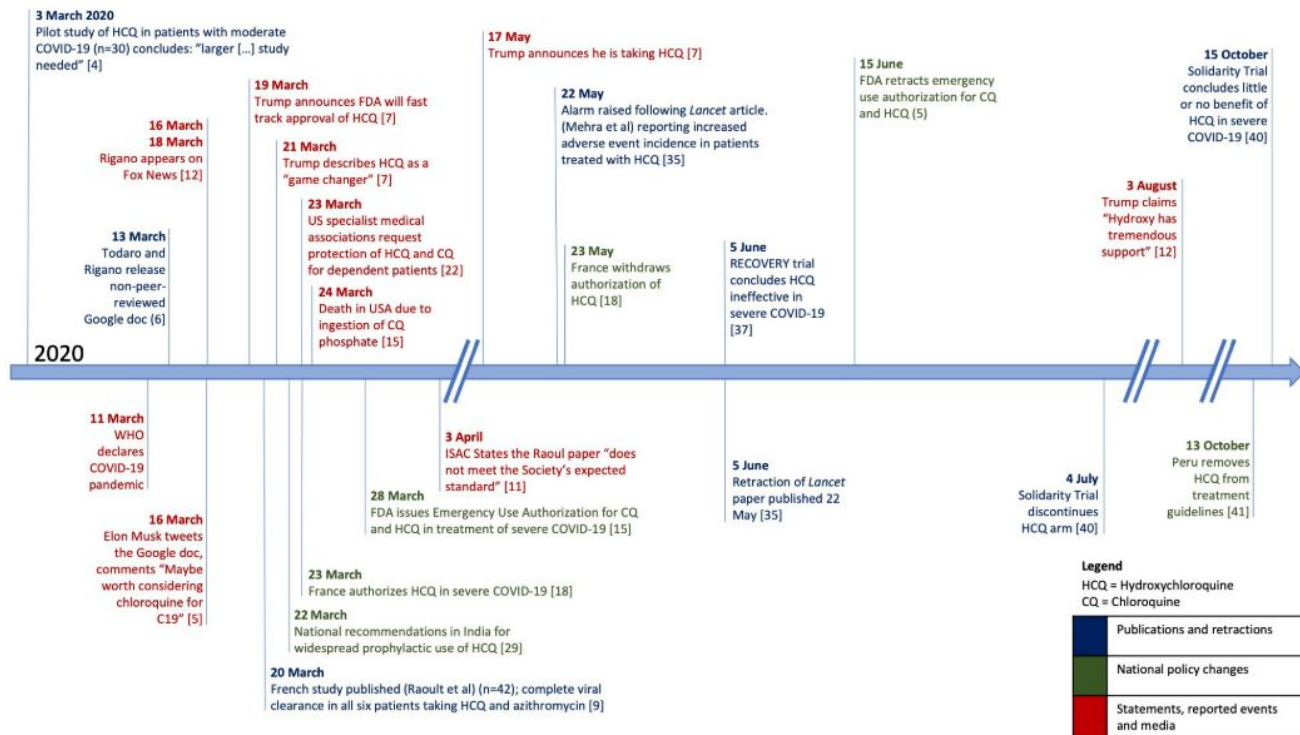 3 March 2020
Pilot study of HCQ in patients with moderate
COVID-19 (n=30) concludes: “larger […] study
needed” [4]
16 March
18 March
Rigano appears on
Fox News [12]
13 March
Todaro and
Rigano release
non-peer-
reviewed
Google doc (6)
19 March
Trump announces FDA will fast
track approval of HCQ [7]
21 March
Trump describes HCQ as a
“game changer” [7]
23 March
US specialist medical
associations request
protection of HCQ and CQ
for dependent patients [22]
24 March
Death in USA due to
ingestion of CQ
phosphate [15]
17 May
Trump announces he is taking HCQ [7]
22 May
Alarm raised following Lancet article.
(Mehra et al) reporting increased
adverse event incidence in patients
treated with HCQ [35]
23 May
France withdraws
authorization of
HCQ [18]
5 June
RECOVERY trial
concludes HCQ
ineffective in
severe COVID-19
[37]
15 June
FDA retracts emergency
use authorization for CQ
and HCQ (5)
3 August
Trump claims
“Hydroxy has
tremendous
support” [12]
15 October
Solidarity Trial
concludes little
or no benefit of
HCQ in severe
COVID-19 [40]
2020
11 March
WHO
declares
COVID-19
pandemic
16 March
Elon Musk tweets
the Google doc,
comments “Maybe
worth considering
chloroquine for
C19” [5]
3 April
ISAC States the Raoul paper “does
not meet the Society’s expected
standard” [11]
28 March
FDA issues Emergency Use Authorization for CQ
and HCQ in treatment of severe COVID-19 [15]
23 March
France authorizes HCQ in severe COVID-19 [18]
22 March
National recommendations in India for
widespread prophylactic use of HCQ [29]
20 March
French study published (Raoult et al) (n=42); complete viral
clearance in all six patients taking HCQ and azithromycin [9]
5 June
Retraction of Lancet
paper published 22
May [35]
4 July
Solidarity Trial
discontinues
HCQ arm [40]
13 October
Peru removes
HCQ from
treatment
guidelines [41]
Legend
HCQ = Hydroxychloroquine
CQ = Chloroquine
Publications and retractions
National policy changes
Statements, reported events
and media